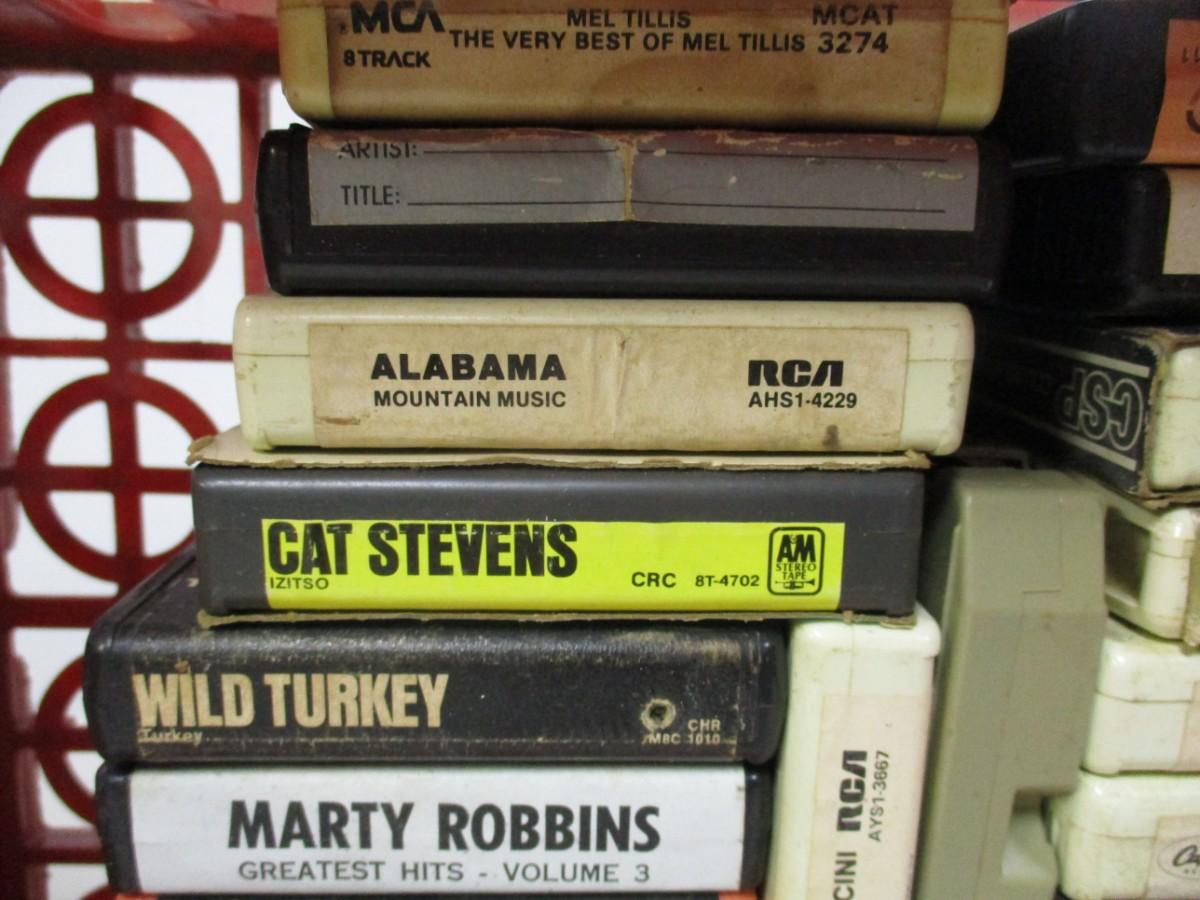 MCA MEL TILLIS MCAT
8 TRACK THE VERY BEST OF MEL TILLIS 3274
ARTIST:
TITLE:
ALABAMA RCA
MOUNTAIN MUSIC AHS1-4229
CAT STEVENS
IZITSO CRC 8T-4702
A&M
STEREO
TAPE
WILD TURKEY
Turkey
CHR
M8C 1010
MARTY ROBBINS
GREATEST HITS - VOLUME 3
CINI RCA
AYS1-3667
CSP